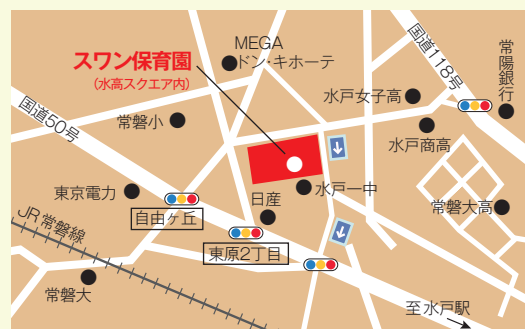 MEGA
ドン・キホーテ
スワン保育園
(水高スクエア内)
国道118号
常陽銀行
水戸女子高
国道50号
常磐小
水戸商高
東京電力
水戸一中
日産
常磐大高
自由ヶ丘
JR常磐線
東原2丁目
常磐大
至水戸駅